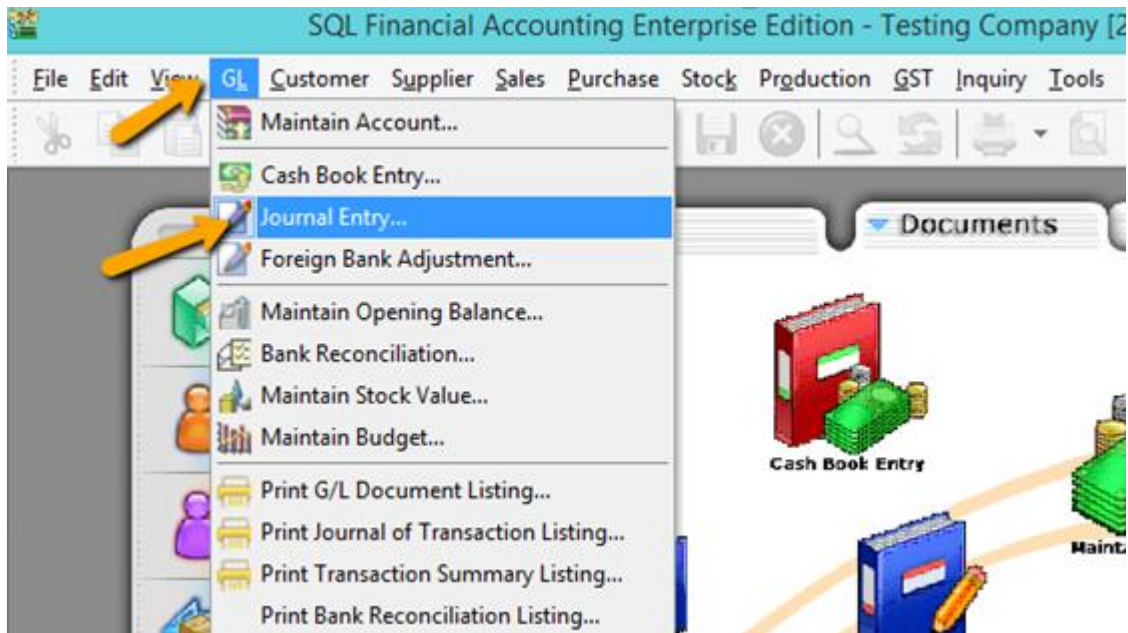 SQL Financial Accounting Enterprise Edition - Testing Company [2
File Edit View GL Customer Supplier Sales Purchase Stock Production GST Inquiry Tools
Maintain Account...
Cash Book Entry...
Journal Entry...
Documents
Foreign Bank Adjustment...
Maintain Opening Balance...
Bank Reconciliation...
Maintain Stock Value...
Maintain Budget...
Cash Book Entry
Print G/L Document Listing...
Print Journal of Transaction Listing...
Mainta
Print Transaction Summary Listing...
Print Bank Reconciliation Listing...